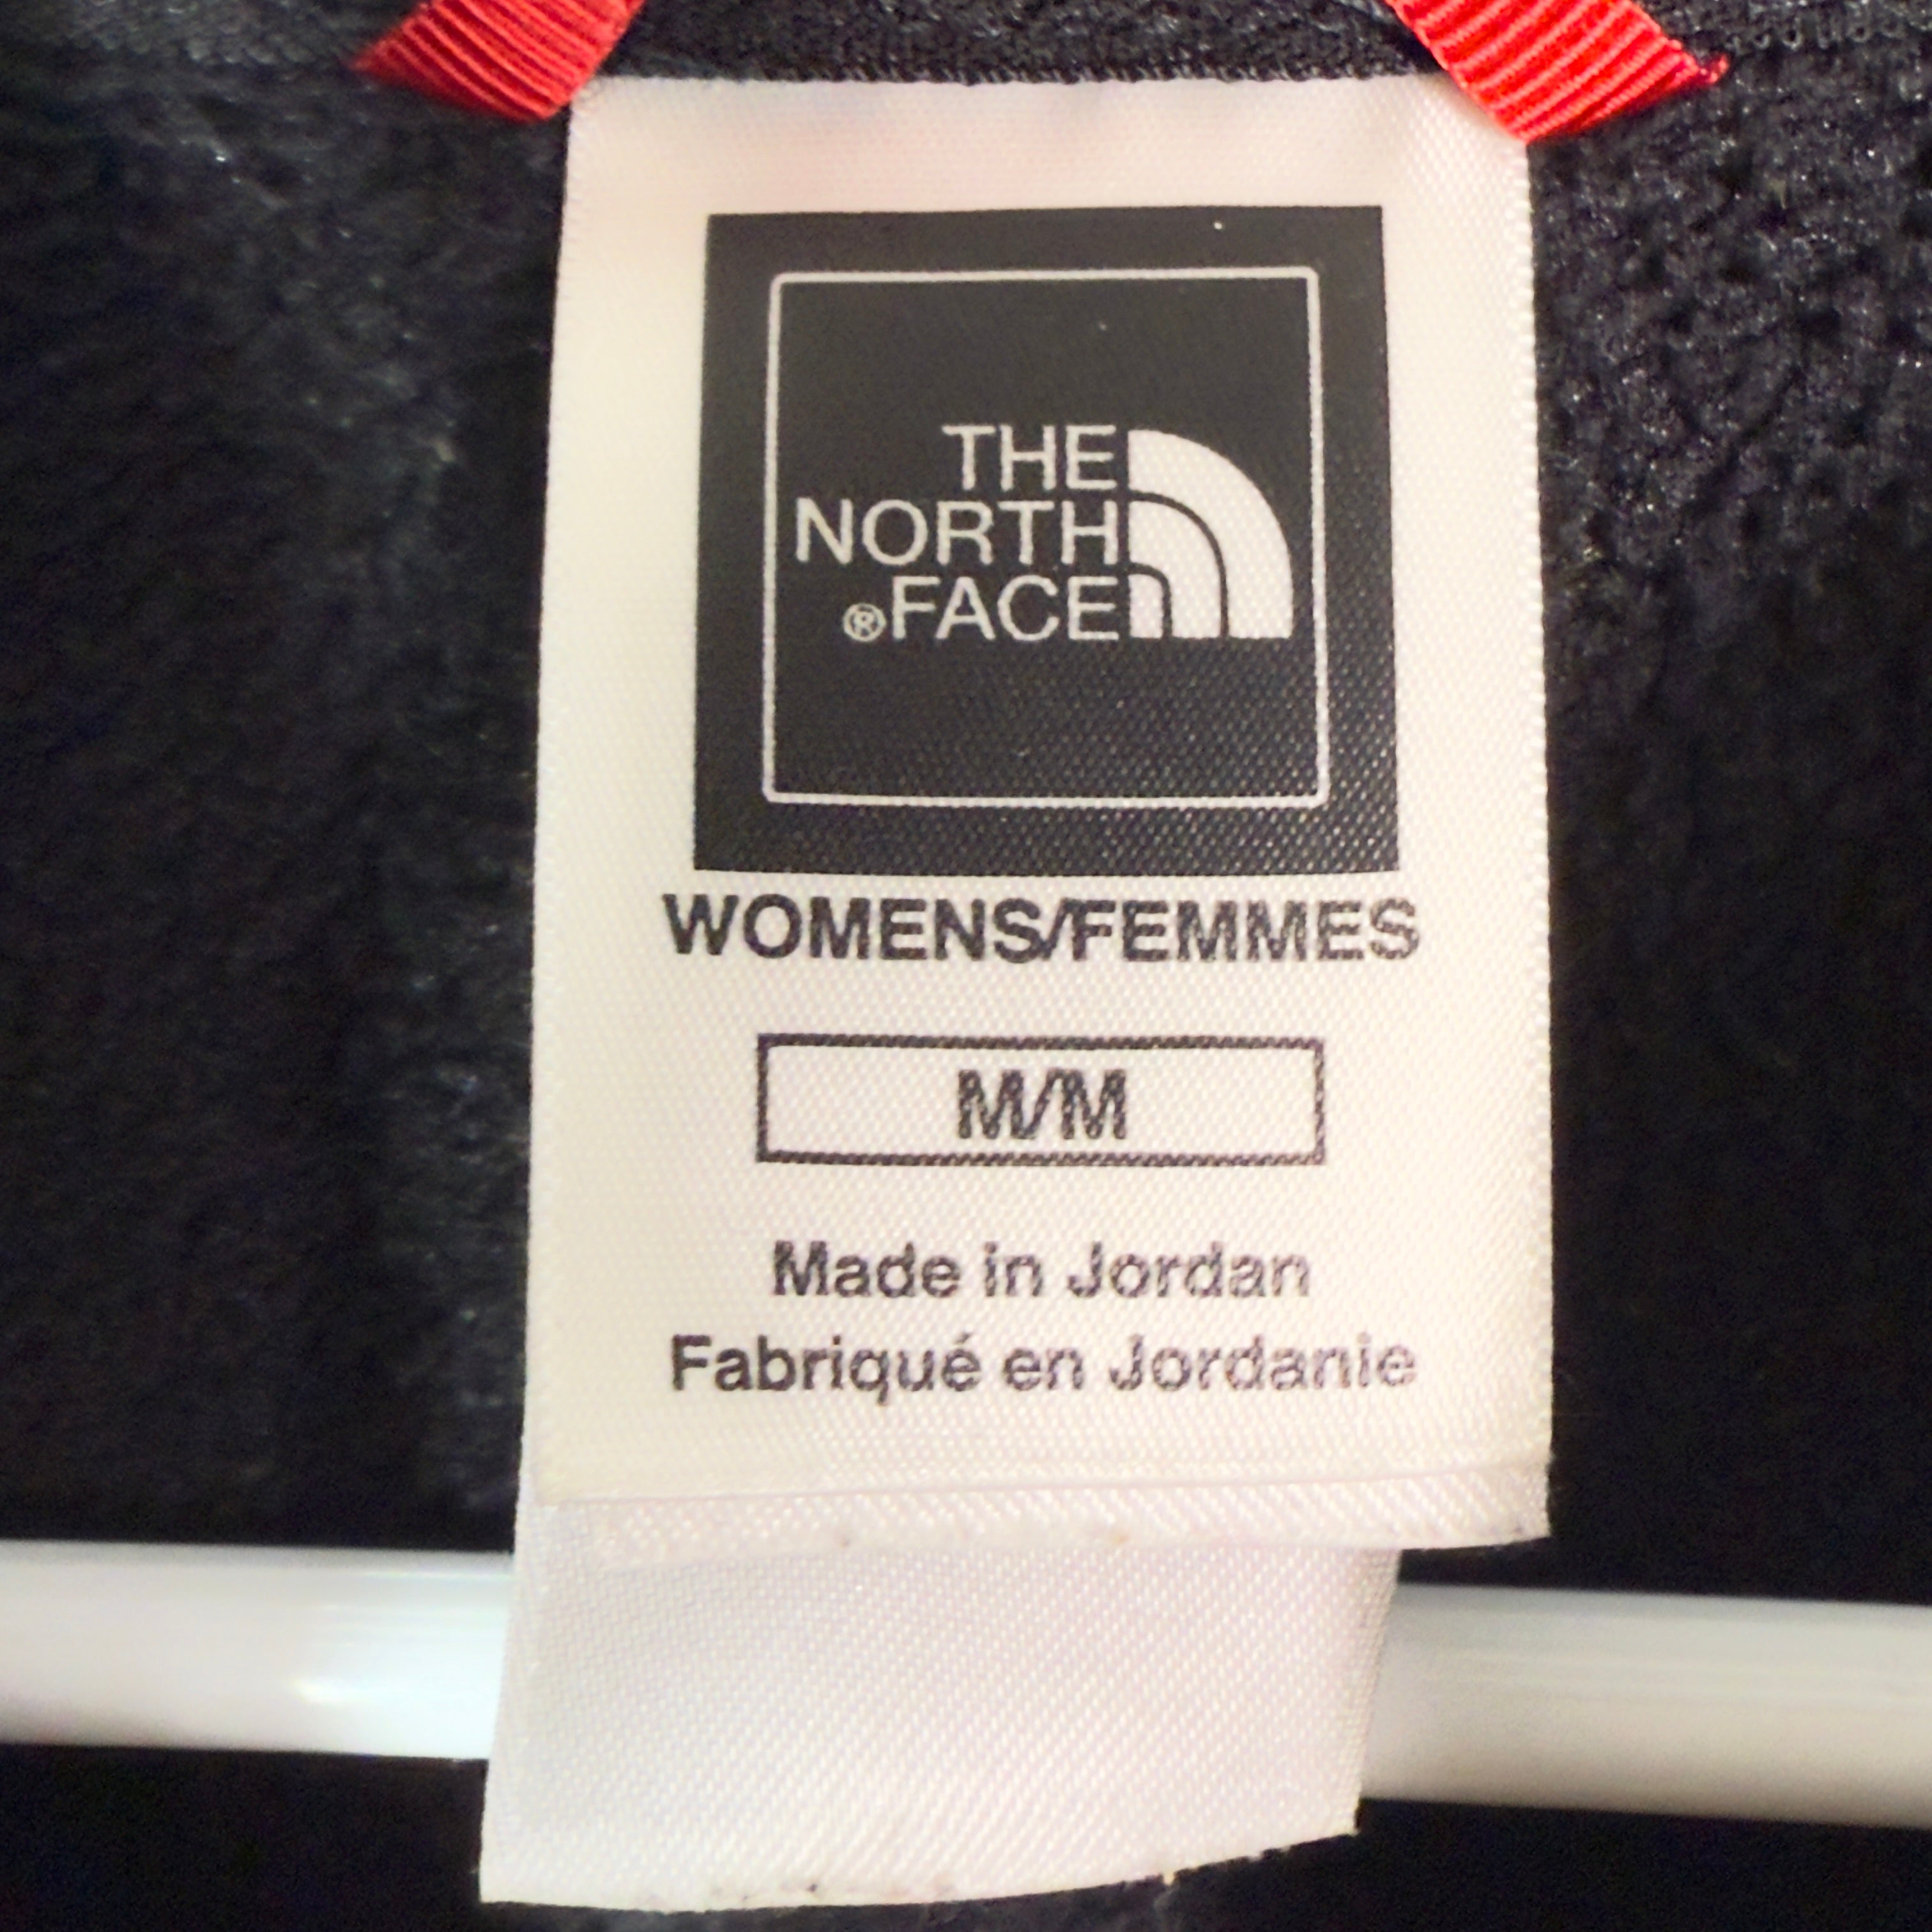 THE
NORTH
®FACE
WOMENS/FEMMES
M/M
Made in Jordan
Fabriqué en Jordanie